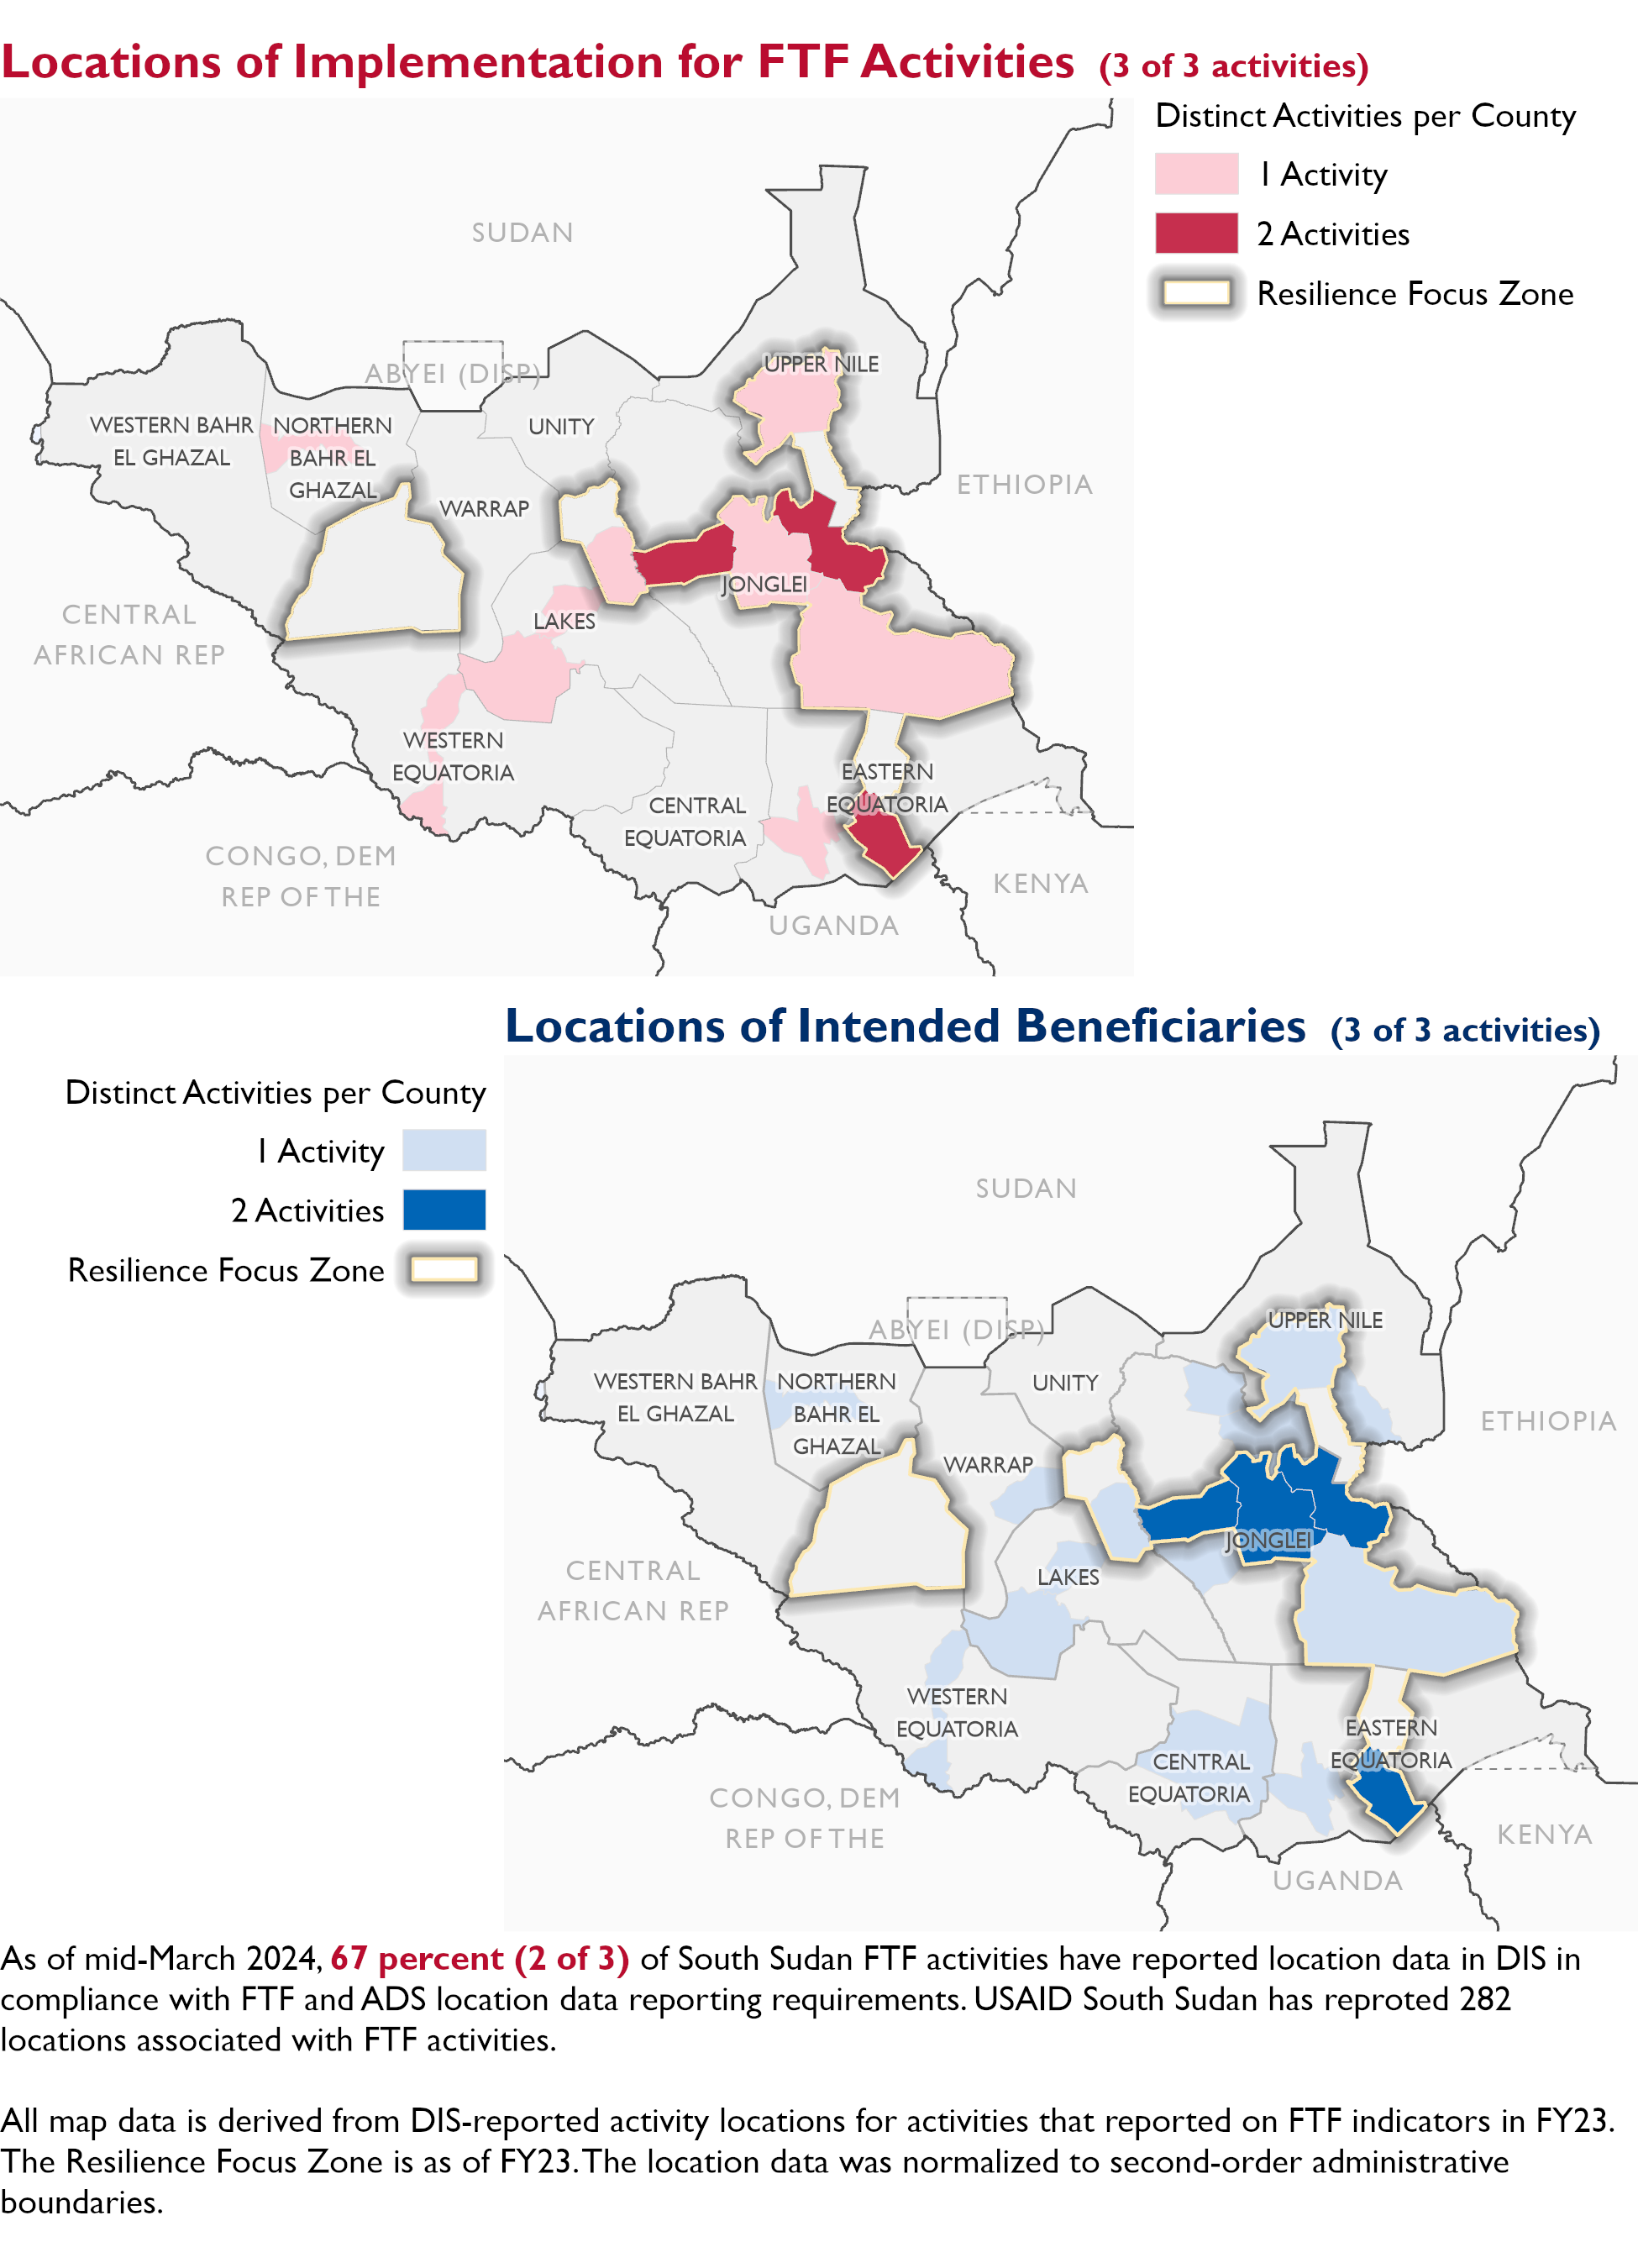 Locations of Implementation for FTF Activities (3 of 3 activities)
Distinct Activities per County
1 Activity
2 Activities
Resilience Focus Zone
SUDAN
ABYEI (DISP)
UPPER NILE
WESTERN BAHR
EL GHAZAL
NORTHERN
BAHR EL
GHAZAL
UNITY
WARRAP
ETHIOPIA
JONGLEI
LAKES
CENTRAL
AFRICAN REP
WESTERN
EQUATORIA
CENTRAL
EQUATORIA
EASTERN
EQUATORIA
CONGO, DEM
REP OF THE
KENYA
UGANDA
Locations of Intended Beneficiaries (3 of 3 activities)
Distinct Activities per County
1 Activity
2 Activities
Resilience Focus Zone
SUDAN
ABYEI (DISP)
UPPER NILE
WESTERN BAHR
EL GHAZAL
NORTHERN
BAHR EL
GHAZAL
UNITY
WARRAP
ETHIOPIA
JONGLEI
LAKES
CENTRAL
AFRICAN REP
WESTERN
EQUATORIA
CENTRAL
EQUATORIA
EASTERN
EQUATORIA
CONGO, DEM
REP OF THE
KENYA
UGANDA
As of mid-March 2024, 67 percent (2 of 3) of South Sudan FTF activities have reported location data in DIS in
compliance with FTF and ADS location data reporting requirements. USAID South Sudan has reproted 282
locations associated with FTF activities.
All map data is derived from DIS-reported activity locations for activities that reported on FTF indicators in FY23.
The Resilience Focus Zone is as of FY23. The location data was normalized to second-order administrative
boundaries.